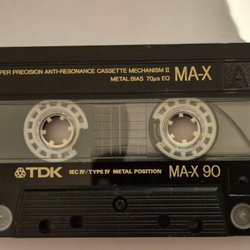 PER PRECISION ANTI-RESONANCE CASSETTE MECHANISM II MA-X A
METAL BIAS 70µs EQ
TDK IEC IV/TYPE IV METAL POSITION MA-X 90